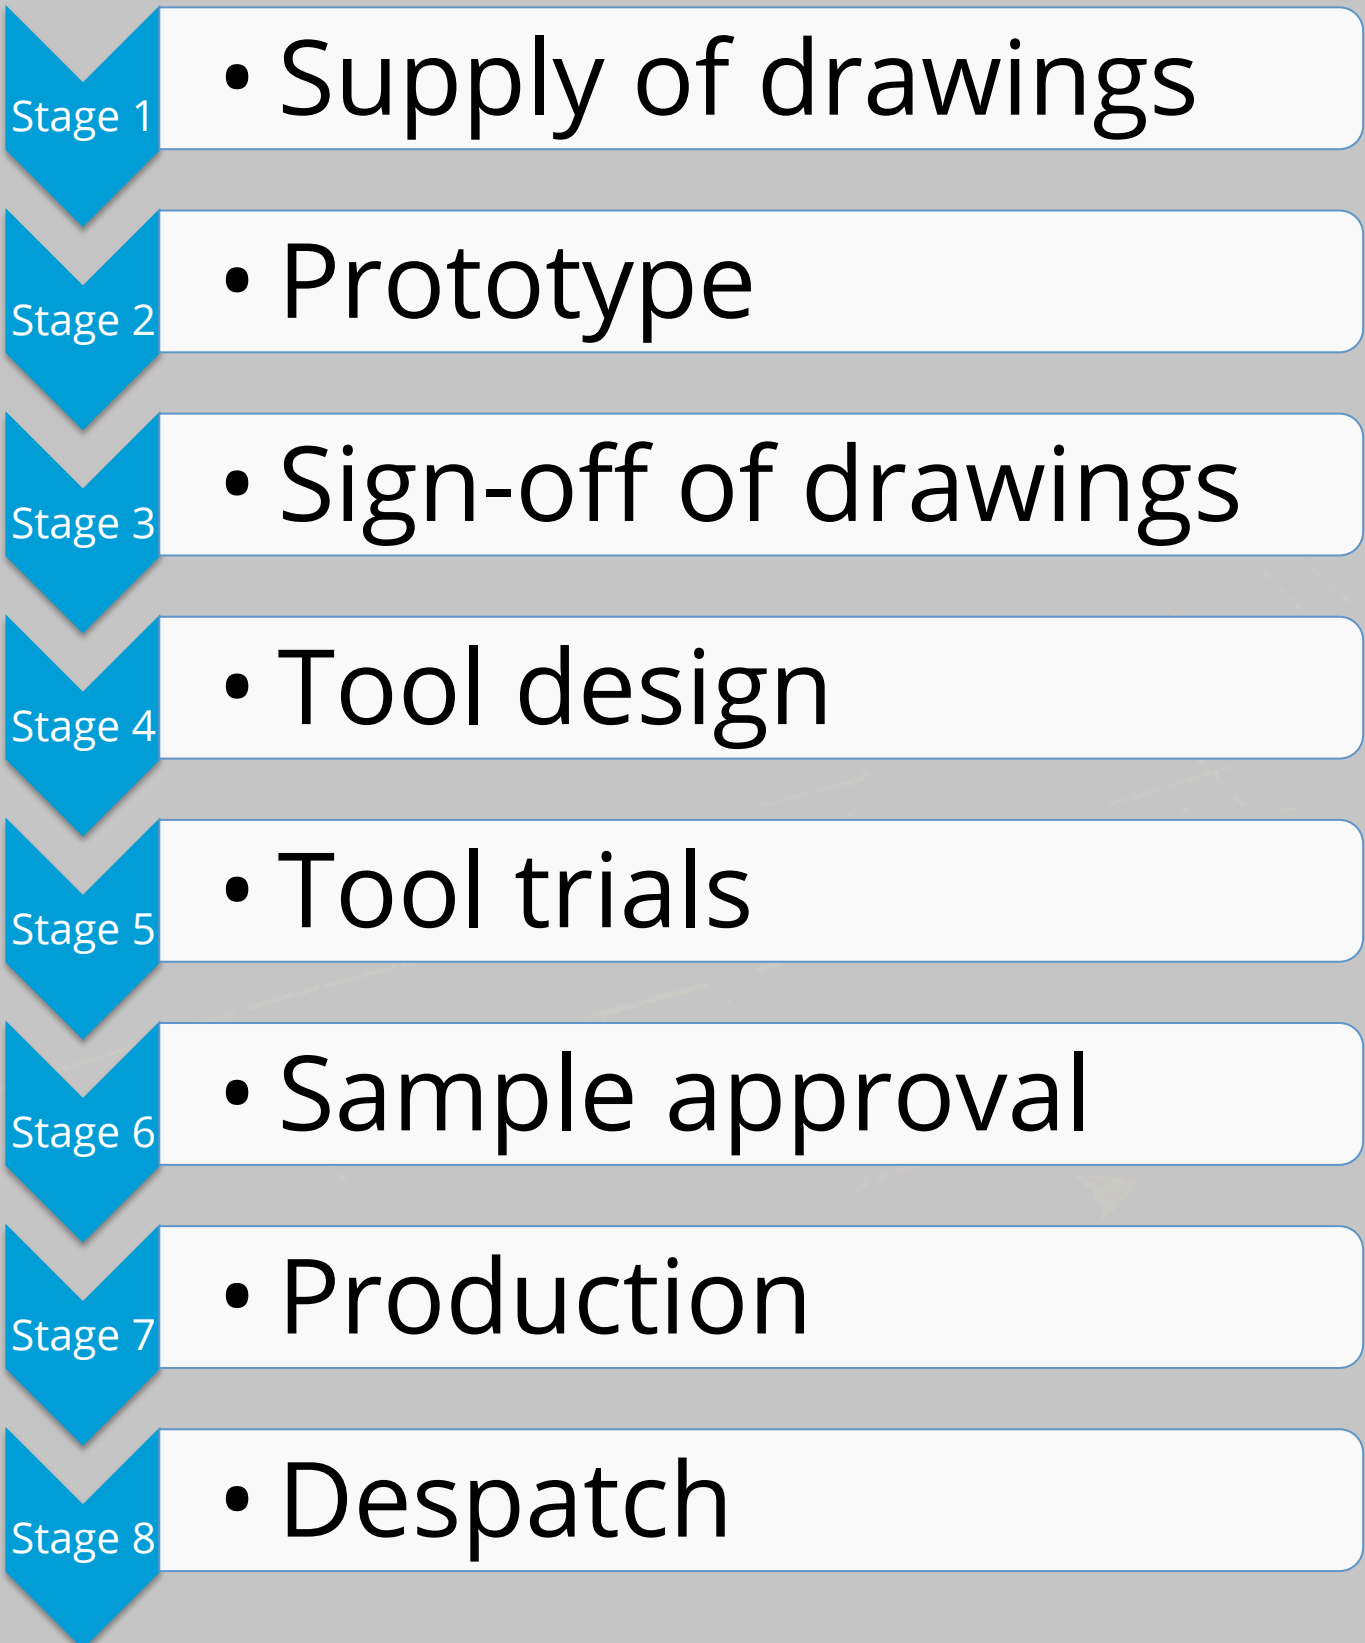 Stage 1
• Supply of drawings
Stage 2
• Prototype
Stage 3
• Sign-off of drawings
Stage 4
• Tool design
Stage 5
• Tool trials
Stage 6
• Sample approval
Stage 7
• Production
Stage 8
• Despatch